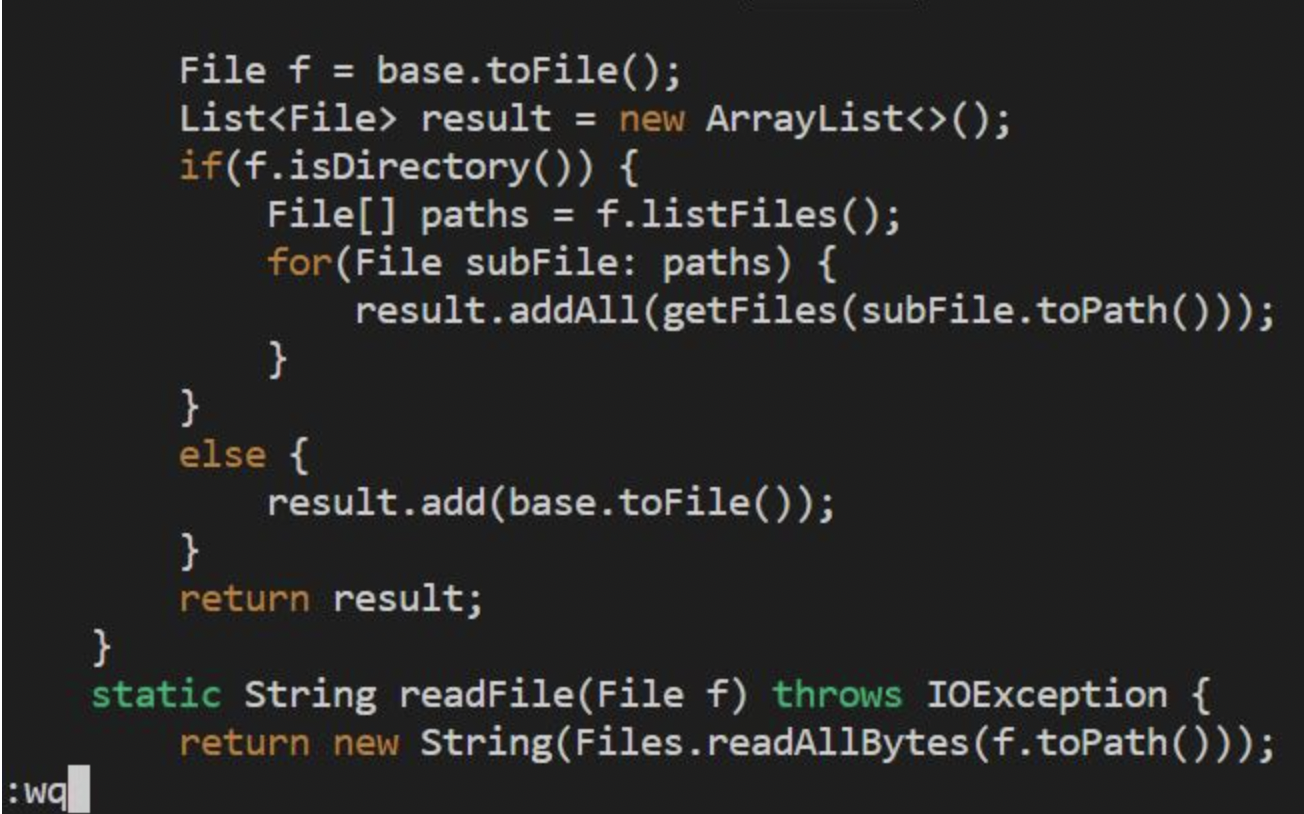 File f = base.toFile();
List<File> result = new ArrayList<>();
if(f.isDirectory()) {
File[] paths = f.listFiles();
for(File subFile: paths) {
result.addAll(getFiles(subFile.toPath()));
}
}
else {
result.add(base.toFile());
}
return result;
}
static String readFile(File f) throws IOException {
return new String(Files.readAllBytes(f.toPath()));
:wq